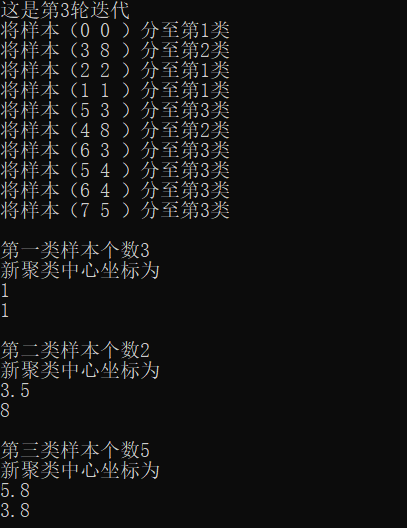 这是第3轮迭代
将样本（0 0 ）分至第1类
将样本（3 8 ）分至第2类
将样本（2 2 ）分至第1类
将样本（1 1 ）分至第1类
将样本（5 3 ）分至第3类
将样本（4 8 ）分至第2类
将样本（6 3 ）分至第3类
将样本（5 4 ）分至第3类
将样本（6 4 ）分至第3类
将样本（7 5 ）分至第3类
第一类样本个数3
新聚类中心坐标为
1
1
第二类样本个数2
新聚类中心坐标为
3.5
8
第三类样本个数5
新聚类中心坐标为
5.8
3.8